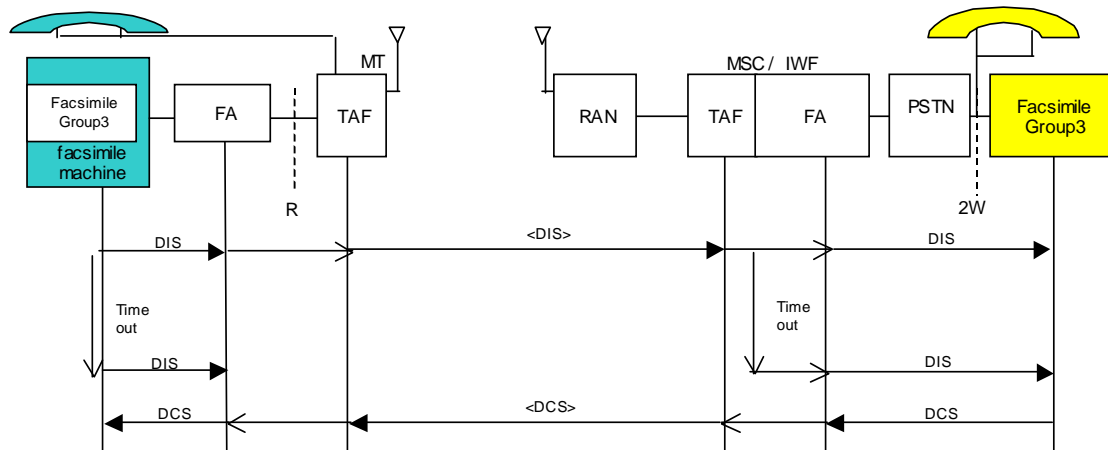 MT
MSC / IWF
Facsimile
Group3
facsimile
machine
FA
TAF
RAN
TAF
FA
PSTN
Facsimile
Group3
R
2W
DIS
<DIS>
DIS
Time
out
Time
out
DIS
DIS
DCS
<DCS>
DCS